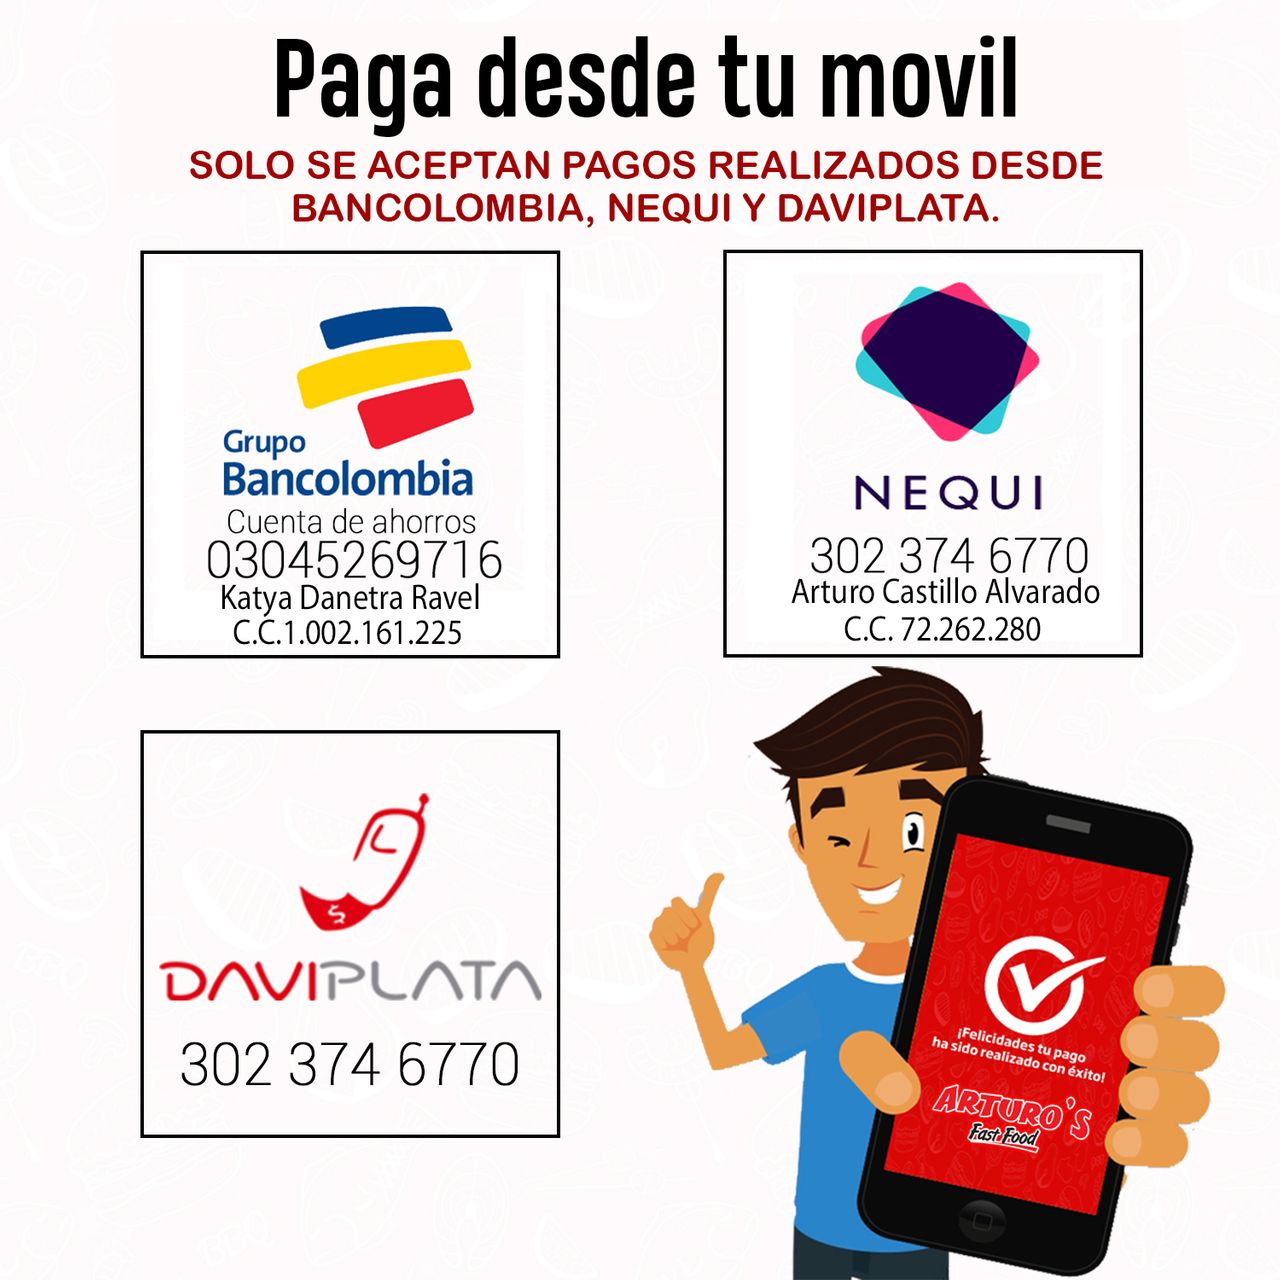 Paga desde tu movil
SOLO SE ACEPTAN PAGOS REALIZADOS DESDE
BANCOLOMBIA, NEQUI Y DAVIPLATA.
Grupo
Bancolombia
Cuenta de ahorros
03045269716
Katya Danetra Ravel
C.C.1.002.161.225
NEQUI
302 374 6770
Arturo Castillo Alvarado
C.C. 72.262.280
DAVIPLATA
302 374 6770
¡Felicidades tu pago
ha sido realizado con éxito!
ARTURO'S
Fast Food